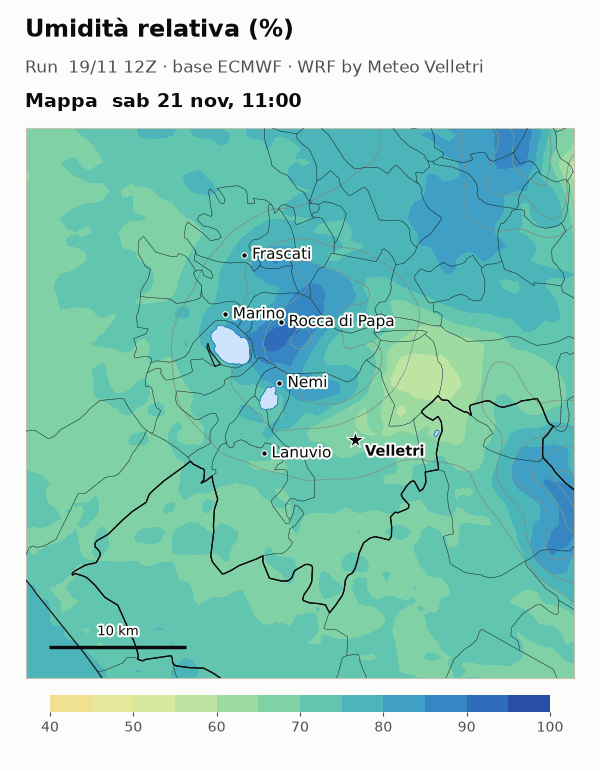 Umidità relativa (%)
Run  19/11 12Z · base ECMWF · WRF by Meteo Velletri
Mappa  sab 21 nov, 11:00
Frascati
Marino
Rocca di Papa
Nemi
Velletri
Lanuvio
10 km
40 50 60 70 80 90 100